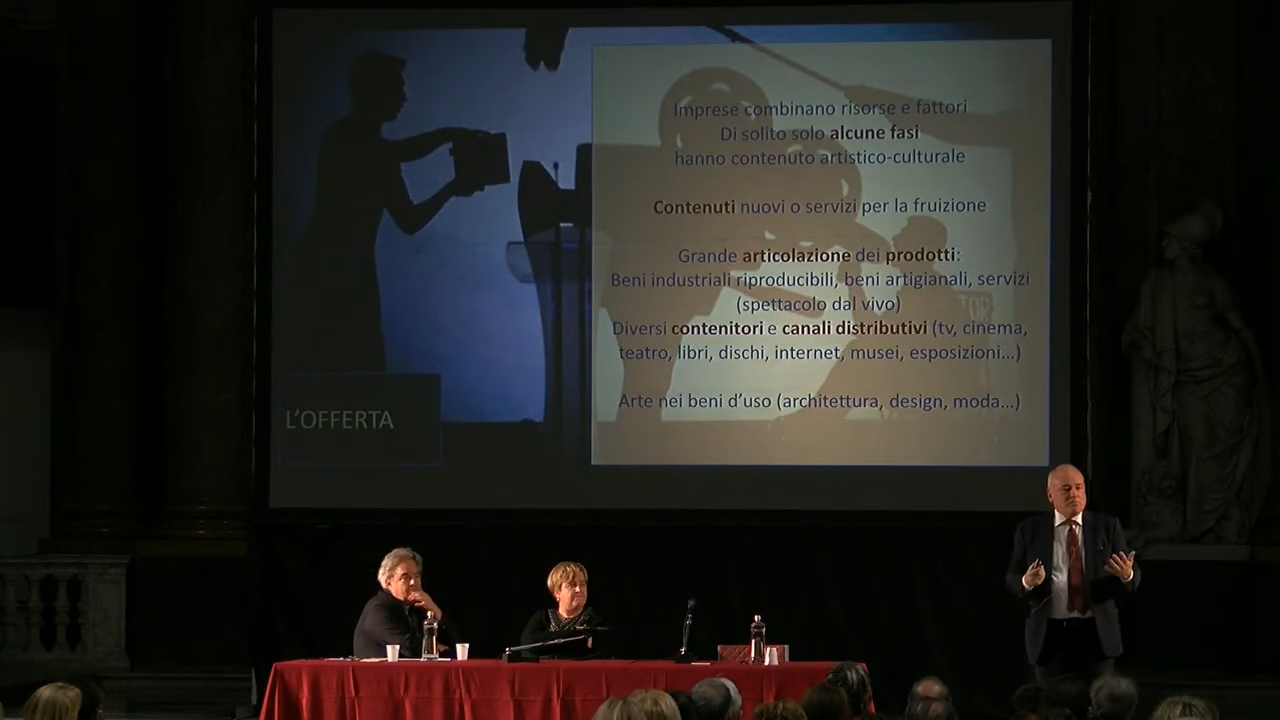 Imprese combinano risorse e fattori
Di solito solo alcune fasi
hanno contenuto artistico-culturale
Contenuti nuovi o servizi per la fruizione
Grande articolazione dei prodotti:
Beni industriali riproducibili, beni artigianali, servizi
(spettacolo dal vivo)
Diversi contenitori e canali distributivi (tv, cinema,
teatro, libri, dischi, internet, musei, esposizioni...)
Arte nei beni d'uso (architettura, design, moda...)
L'OFFERTA